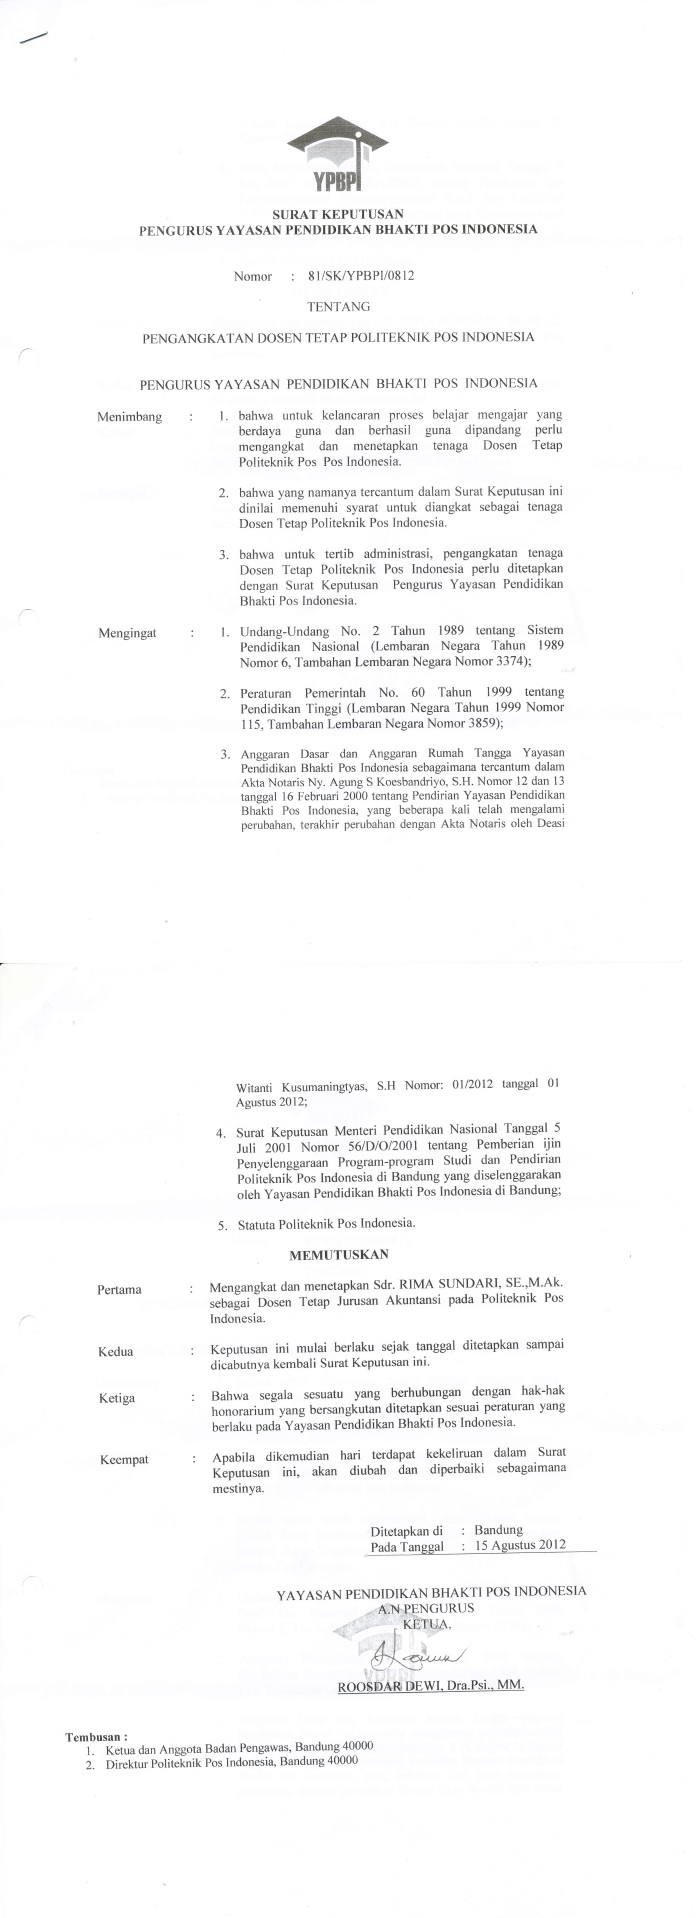 YPBPI
SURAT KEPUTUSAN
PENGURUS YAYASAN PENDIDIKAN BHAKTI POS INDONESIA
Nomor : 81/SK/YPBPI/0812
TENTANG
PENGANGKATAN DOSEN TETAP POLITEKNIK POS INDONESIA
PENGURUS YAYASAN PENDIDIKAN BHAKTI POS INDONESIA
Menimbang : 1. bahwa untuk kelancaran proses belajar mengajar yang
berdaya guna dan berhasil guna dipandang perlu
mengangkat dan menetapkan tenaga Dosen Tetap
Politeknik Pos Pos Indonesia.
2. bahwa yang namanya tercantum dalam Surat Keputusan ini
dinilai memenuhi syarat untuk diangkat sebagai tenaga
Dosen Tetap Politeknik Pos Indonesia.
3. bahwa untuk tertib administrasi, pengangkatan tenaga
Dosen Tetap Politeknik Pos Indonesia perlu ditetapkan
dengan Surat Keputusan Pengurus Yayasan Pendidikan
Bhakti Pos Indonesia.
Mengingat : 1. Undang-Undang No. 2 Tahun 1989 tentang Sistem
Pendidikan Nasional (Lembaran Negara Tahun 1989
Nomor 6, Tambahan Lembaran Negara Nomor 3374);
2. Peraturan Pemerintah No. 60 Tahun 1999 tentang
Pendidikan Tinggi (Lembaran Negara Tahun 1999 Nomor
115, Tambahan Lembaran Negara Nomor 3859);
3. Anggaran Dasar dan Anggaran Rumah Tangga Yayasan
Pendidikan Bhakti Pos Indonesia sebagaimana tercantum dalam
Akta Notaris Ny. Agung S Koesbandriyo, S.H. Nomor 12 dan 13
tanggal 16 Februari 2000 tentang Pendirian Yayasan Pendidikan
Bhakti Pos Indonesia, yang beberapa kali telah mengalami
perubahan, terakhir perubahan dengan Akta Notaris oleh Deasi
Witanti Kusumaningtyas, S.H Nomor: 01/2012 tanggal 01
Agustus 2012;
4. Surat Keputusan Menteri Pendidikan Nasional Tanggal 5
Juli 2001 Nomor 56/D/O/2001 tentang Pemberian ijin
Penyelenggaraan Program-program Studi dan Pendirian
Politeknik Pos Indonesia di Bandung yang diselenggarakan
oleh Yayasan Pendidikan Bhakti Pos Indonesia di Bandung;
5. Statuta Politeknik Pos Indonesia.
MEMUTUSKAN
Pertama : Mengangkat dan menetapkan Sdr. RIMA SUNDARI, SE.,M.Ak.
sebagai Dosen Tetap Jurusan Akuntansi pada Politeknik Pos
Indonesia.
Kedua : Keputusan ini mulai berlaku sejak tanggal ditetapkan sampai
dicabutnya kembali Surat Keputusan ini.
Ketiga : Bahwa segala sesuatu yang berhubungan dengan hak-hak
honorarium yang bersangkutan ditetapkan sesuai peraturan yang
berlaku pada Yayasan Pendidikan Bhakti Pos Indonesia.
Keempat : Apabila dikemudian hari terdapat kekeliruan dalam Surat
Keputusan ini, akan diubah dan diperbaiki sebagaimana
mestinya.
Ditetapkan di : Bandung
Pada Tanggal : 15 Agustus 2012
YAYASAN PENDIDIKAN BHAKTI POS INDONESIA
A.N PENGURUS
KETUA,
YPBPI
ROOSDAR DEWI, Dra.Psi., MM.
Tembusan :
1. Ketua dan Anggota Badan Pengawas, Bandung 40000
2. Direktur Politeknik Pos Indonesia, Bandung 40000